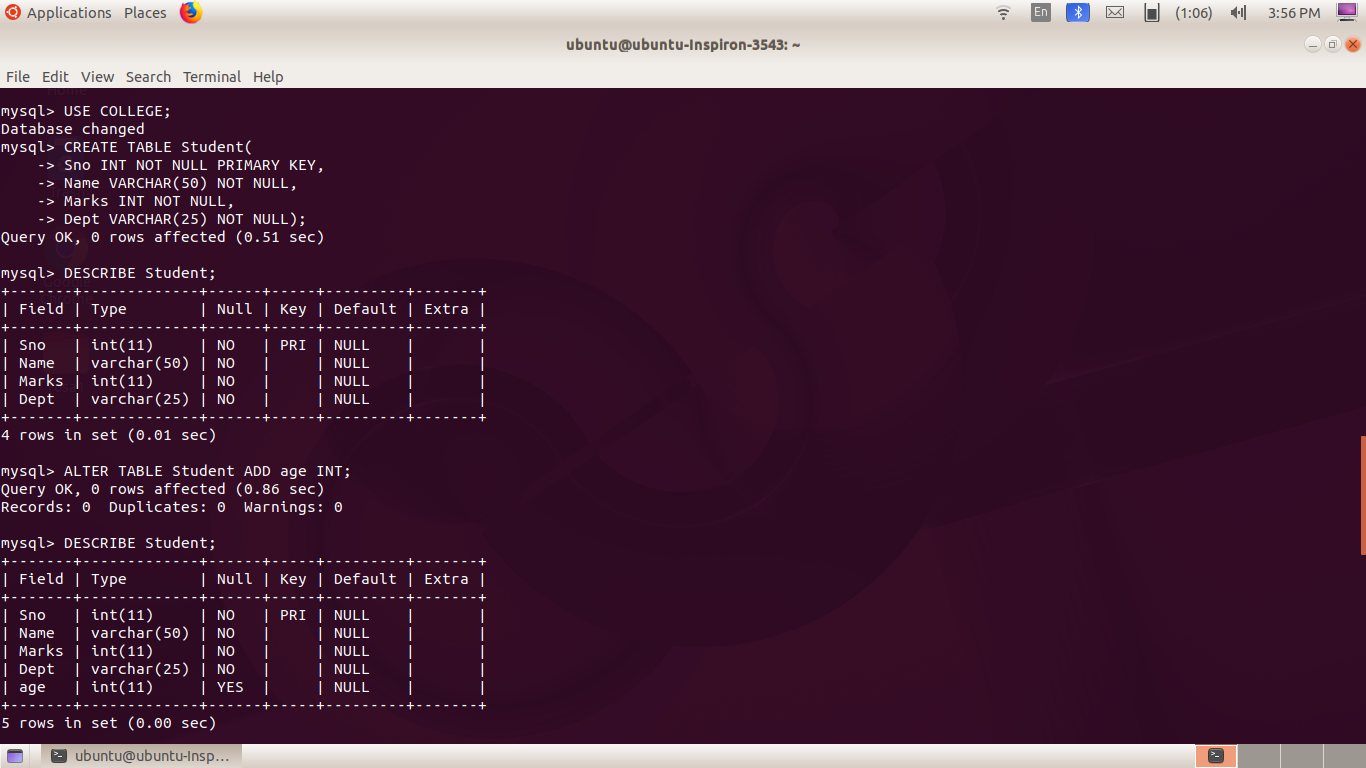 Applications Places En (1:06) 3:56 PM
ubuntu@ubuntu-Inspiron-3543: ~
File Edit View Search Terminal Help
mysql> USE COLLEGE;
Database changed
mysql> CREATE TABLE Student(
    -> Sno INT NOT NULL PRIMARY KEY,
    -> Name VARCHAR(50) NOT NULL,
    -> Marks INT NOT NULL,
    -> Dept VARCHAR(25) NOT NULL);
Query OK, 0 rows affected (0.51 sec)

mysql> DESCRIBE Student;
+-------+-------------+------+-----+---------+-------+
| Field | Type        | Null | Key | Default | Extra |
+-------+-------------+------+-----+---------+-------+
| Sno   | int(11)     | NO   | PRI | NULL    |       |
| Name  | varchar(50) | NO   |     | NULL    |       |
| Marks | int(11)     | NO   |     | NULL    |       |
| Dept  | varchar(25) | NO   |     | NULL    |       |
+-------+-------------+------+-----+---------+-------+
4 rows in set (0.01 sec)

mysql> ALTER TABLE Student ADD age INT;
Query OK, 0 rows affected (0.86 sec)
Records: 0  Duplicates: 0  Warnings: 0

mysql> DESCRIBE Student;
+-------+-------------+------+-----+---------+-------+
| Field | Type        | Null | Key | Default | Extra |
+-------+-------------+------+-----+---------+-------+
| Sno   | int(11)     | NO   | PRI | NULL    |       |
| Name  | varchar(50) | NO   |     | NULL    |       |
| Marks | int(11)     | NO   |     | NULL    |       |
| Dept  | varchar(25) | NO   |     | NULL    |       |
| age   | int(11)     | YES  |     | NULL    |       |
+-------+-------------+------+-----+---------+-------+
5 rows in set (0.00 sec)
ubuntu@ubuntu-Insp...